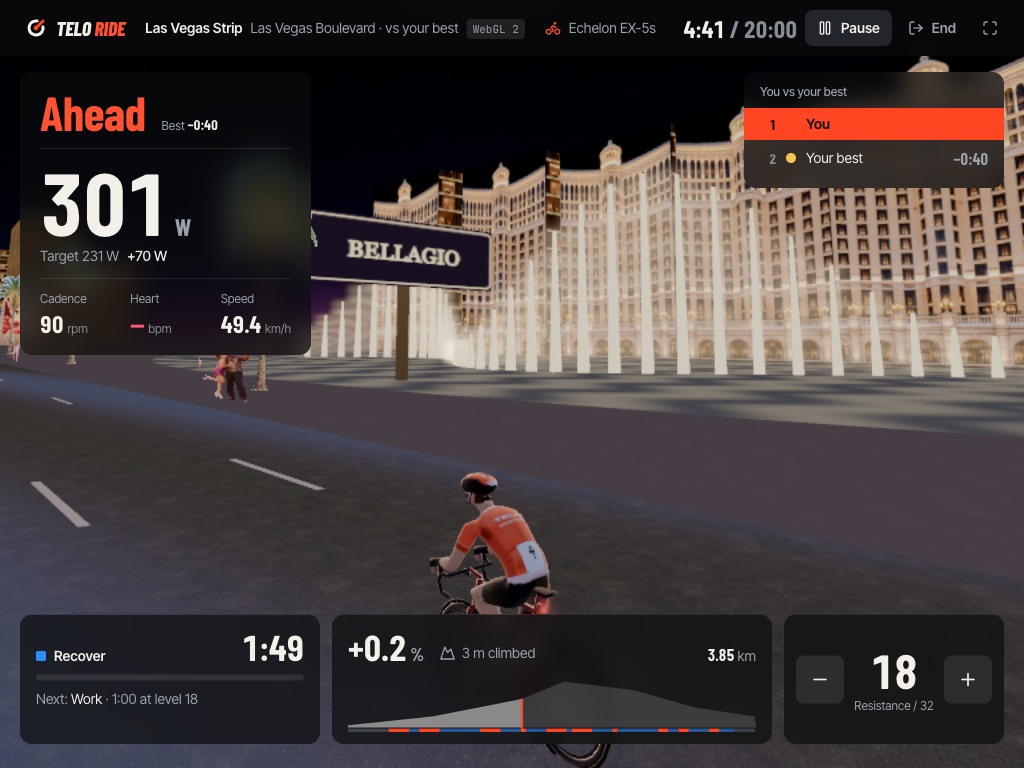 TELO RIDE Las Vegas Strip Las Vegas Boulevard · vs your best WebGL 2 Echelon EX-5s 4:41 / 20:00 Pause End
Ahead Best −0:40
301 W
Target 231 W +70 W
Cadence Heart Speed
90 rpm — bpm 49.4 km/h
You vs your best
1 You
2 Your best −0:40
BELLAGIO
Recover 1:49
Next: Work · 1:00 at level 18
+0.2 % 3 m climbed 3.85 km
− 18 +
Resistance / 32